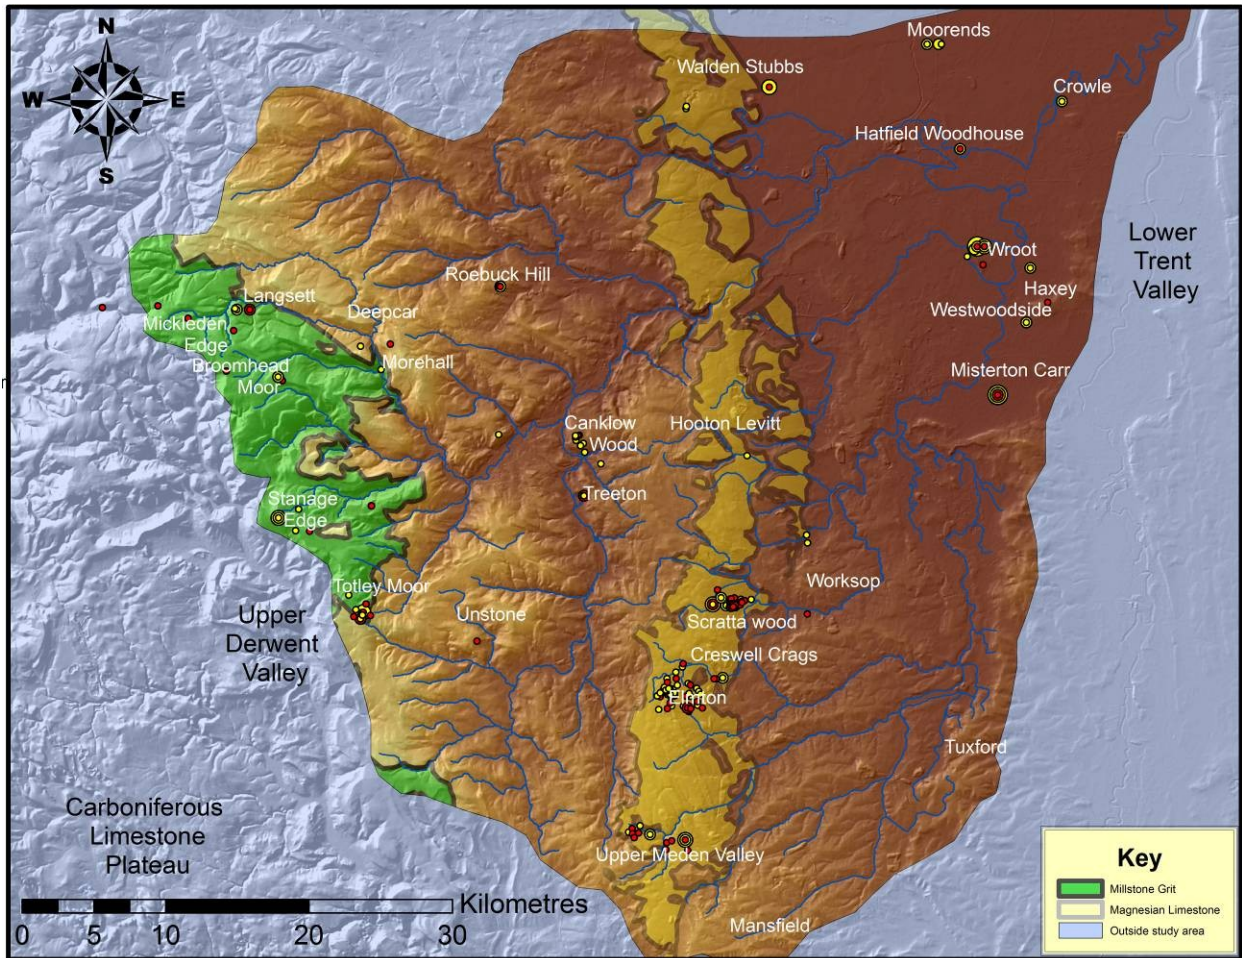 N
W
E
S
Moorends
Walden Stubbs
Crowle
Hatfield Woodhouse
Lower
Trent
Valley
Wroot
Roebuck Hill
Haxey
Langsett
Westwoodside
Deepcar
Mickleden
Edge
Morehall
Broomhead
Moor
Misterton Carr
Canklow
Wood
Hooton Levitt
Treeton
Stanage
Edge
Worksop
Totley Moor
Unstone
Scratta wood
Upper
Derwent
Valley
Creswell Crags
Elmton
Tuxford
Carboniferous
Limestone
Plateau
Upper Meden Valley
Mansfield
Kilometres
0 5 10 20 30
Key
Millstone Grit
Magnesian Limestone
Outside study area